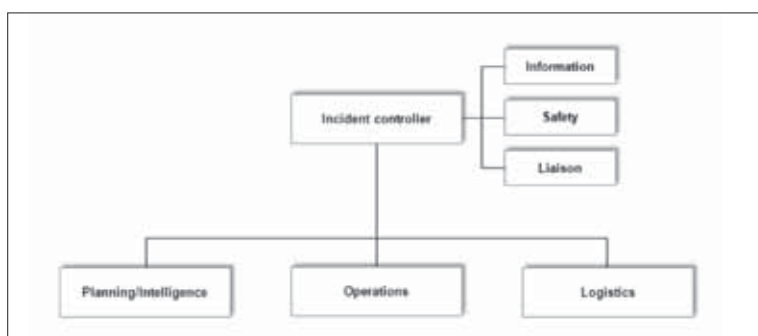 Information
Incident controller
Safety
Liaison
Planning/Intelligence
Operations
Logistics